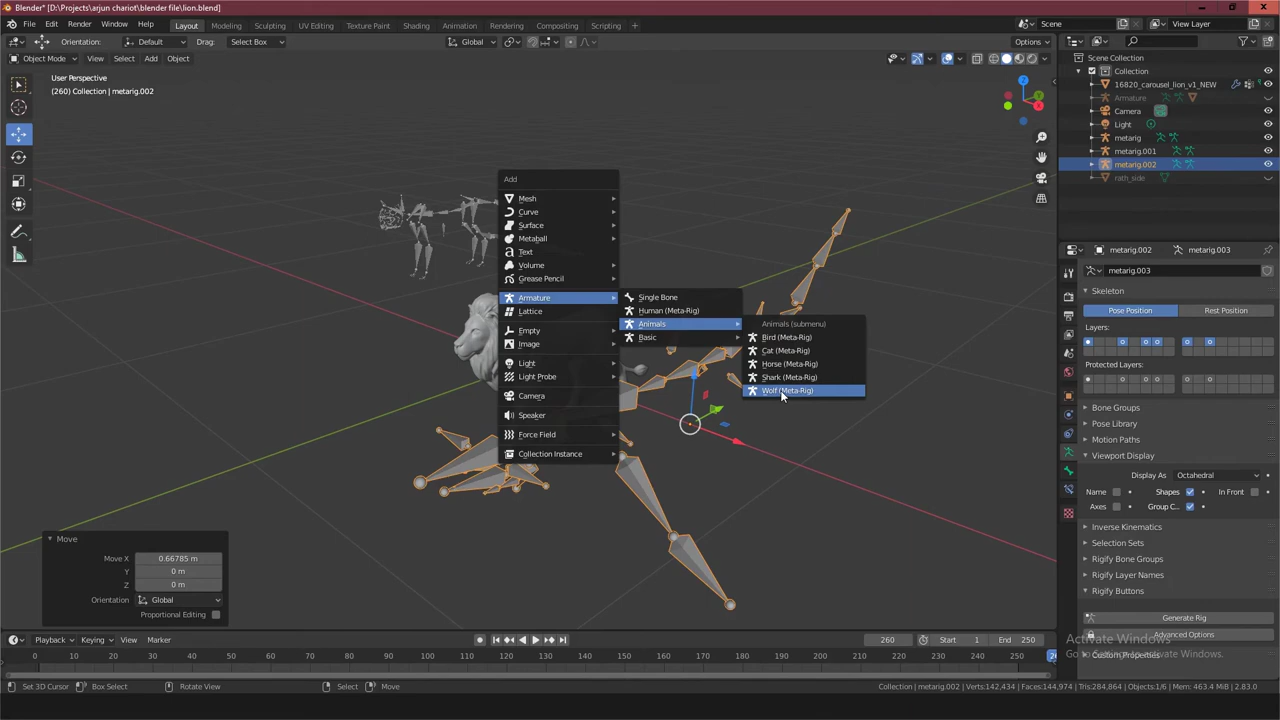 Blender* [D:\Projects\arjun chariot\blender file\lion.blend]
File Edit Render Window Help Layout Modeling Sculpting UV Editing Texture Paint Shading Animation Rendering Compositing Scripting + Scene View Layer
Orientation: Default Drag: Select Box Global Options
Object Mode View Select Add Object
User Perspective
(260) Collection | metarig.002
Scene Collection
Collection
16820_carousel_lion_v1_NEW
Armature
Camera
Light
metarig
metarig.001
metarig.002
rath_side
Add
Mesh
Curve
Surface
Metaball
Text
Volume
Grease Pencil
Armature
Lattice
Empty
Image
Light
Light Probe
Camera
Speaker
Force Field
Collection Instance
Single Bone
Human (Meta-Rig)
Animals
Basic
Animals (submenu)
Bird (Meta-Rig)
Cat (Meta-Rig)
Horse (Meta-Rig)
Shark (Meta-Rig)
Wolf (Meta-Rig)
metarig.002 metarig.003
metarig.003
Skeleton
Pose Position Rest Position
Layers:
Protected Layers:
Bone Groups
Pose Library
Motion Paths
Viewport Display
Display As Octahedral
Name Shapes In Front
Axes Group C...
Inverse Kinematics
Selection Sets
Rigify Bone Groups
Rigify Layer Names
Rigify Buttons
Generate Rig
Advanced Options
Custom Properties
Activate Windows
Go to Settings to activate Windows.
Move
Move X 0.66785 m
Y 0 m
Z 0 m
Orientation Global
Proportional Editing
Playback Keying View Marker 260 Start 1 End 250
0 10 20 30 40 50 60 70 80 90 100 110 120 130 140 150 160 170 180 190 200 210 220 230 240 250
Set 3D Cursor Box Select Rotate View Select Move Collection | metarig.002 | Verts:142,434 | Faces:144,974 | Tris:284,864 | Objects:1/6 | Mem: 463.4 MiB | 2.83.0